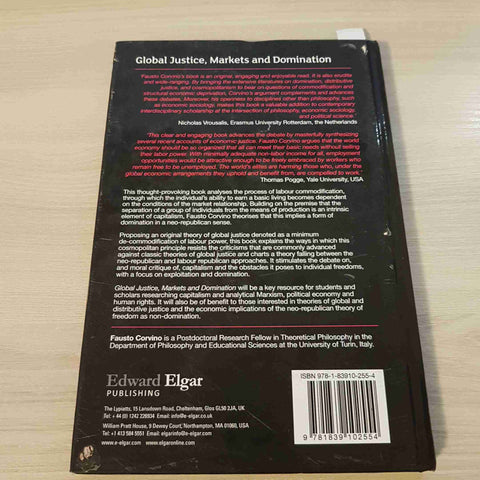 Global Justice, Markets and Domination
'Fausto Corvino's book is an original, engaging and enjoyable read. It is also erudite
and wide-ranging. By bringing the extensive literatures on domination, distributive
justice, and cosmopolitanism to bear on questions of commodification and
structural economic deprivation, Corvino's argument complements and advances
these debates. Moreover, his openness to disciplines other than philosophy, such
as economic sociology, makes this book a valuable addition to contemporary
interdisciplinary scholarship at the intersection of philosophy, economic sociology,
and political science.'
Nicholas Vrousalis, Erasmus University Rotterdam, the Netherlands
'This clear and engaging book advances the debate by masterfully synthesizing
several recent accounts of economic justice. Fausto Corvino argues that the world
economy should be so organized that all can meet their basic needs without selling
their labor power. With minimally adequate non-labor income for all, employment
opportunities would be attractive enough to be freely embraced by workers who
remain free to be unemployed. The world's elites are harming those who, under the
global economic arrangements they uphold and benefit from, are compelled to work.'
Thomas Pogge, Yale University, USA
This thought-provoking book analyses the process of labour commodification,
through which the individual's ability to earn a basic living becomes dependent
on the conditions of the market relationship. Building on the premise that the
separation of a group of individuals from the means of production is an intrinsic
element of capitalism, Fausto Corvino theorises that this implies a form of
domination in a neo-republican sense.
Proposing an original theory of global justice denoted as a minimum
de-commodification of labour power, this book explains the ways in which this
cosmopolitan principle resists the criticisms that are commonly advanced
against classic theories of global justice and charts a theory falling between the
neo-republican and labour republican approaches. It stimulates the debate on,
and moral critique of, capitalism and the obstacles it poses to individual freedoms,
with a focus on exploitation and domination.
Global Justice, Markets and Domination will be a key resource for students and
scholars researching capitalism and analytical Marxism, political economy and
human rights. It will also be of benefit to those interested in theories of global and
distributive justice and the economic implications of the neo-republican theory of
freedom as non-domination.
Fausto Corvino is a Postdoctoral Research Fellow in Theoretical Philosophy in the
Department of Philosophy and Educational Sciences at the University of Turin, Italy.
Edward Elgar
PUBLISHING
The Lypiatts, 15 Lansdown Road, Cheltenham, Glos GL50 2JA, UK
Tel: + 44 (0) 1242 226934 Email: info@e-elgar.co.uk
William Pratt House, 9 Dewey Court, Northampton, MA 01060, USA
Tel: +1 413 584 5551 Email: elgarinfo@e-elgar.com
www.e-elgar.com www.elgaronline.com
ISBN 978-1-83910-255-4
9 781839 102554